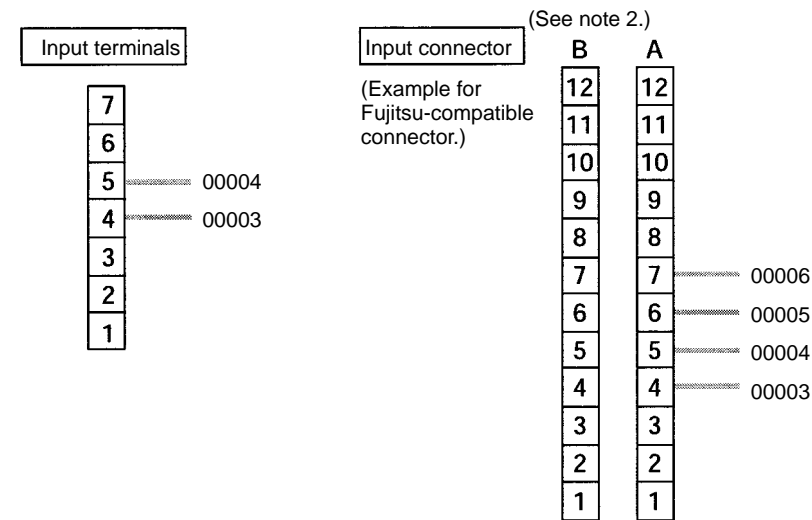 Input terminals
7
6
5 00004
4 00003
3
2
1
(See note 2.)
Input connector
(Example for
Fujitsu-compatible
connector.)
B A
12 12
11 11
10 10
9 9
8 8
7 7 00006
6 6 00005
5 5 00004
4 4 00003
3 3
2 2
1 1